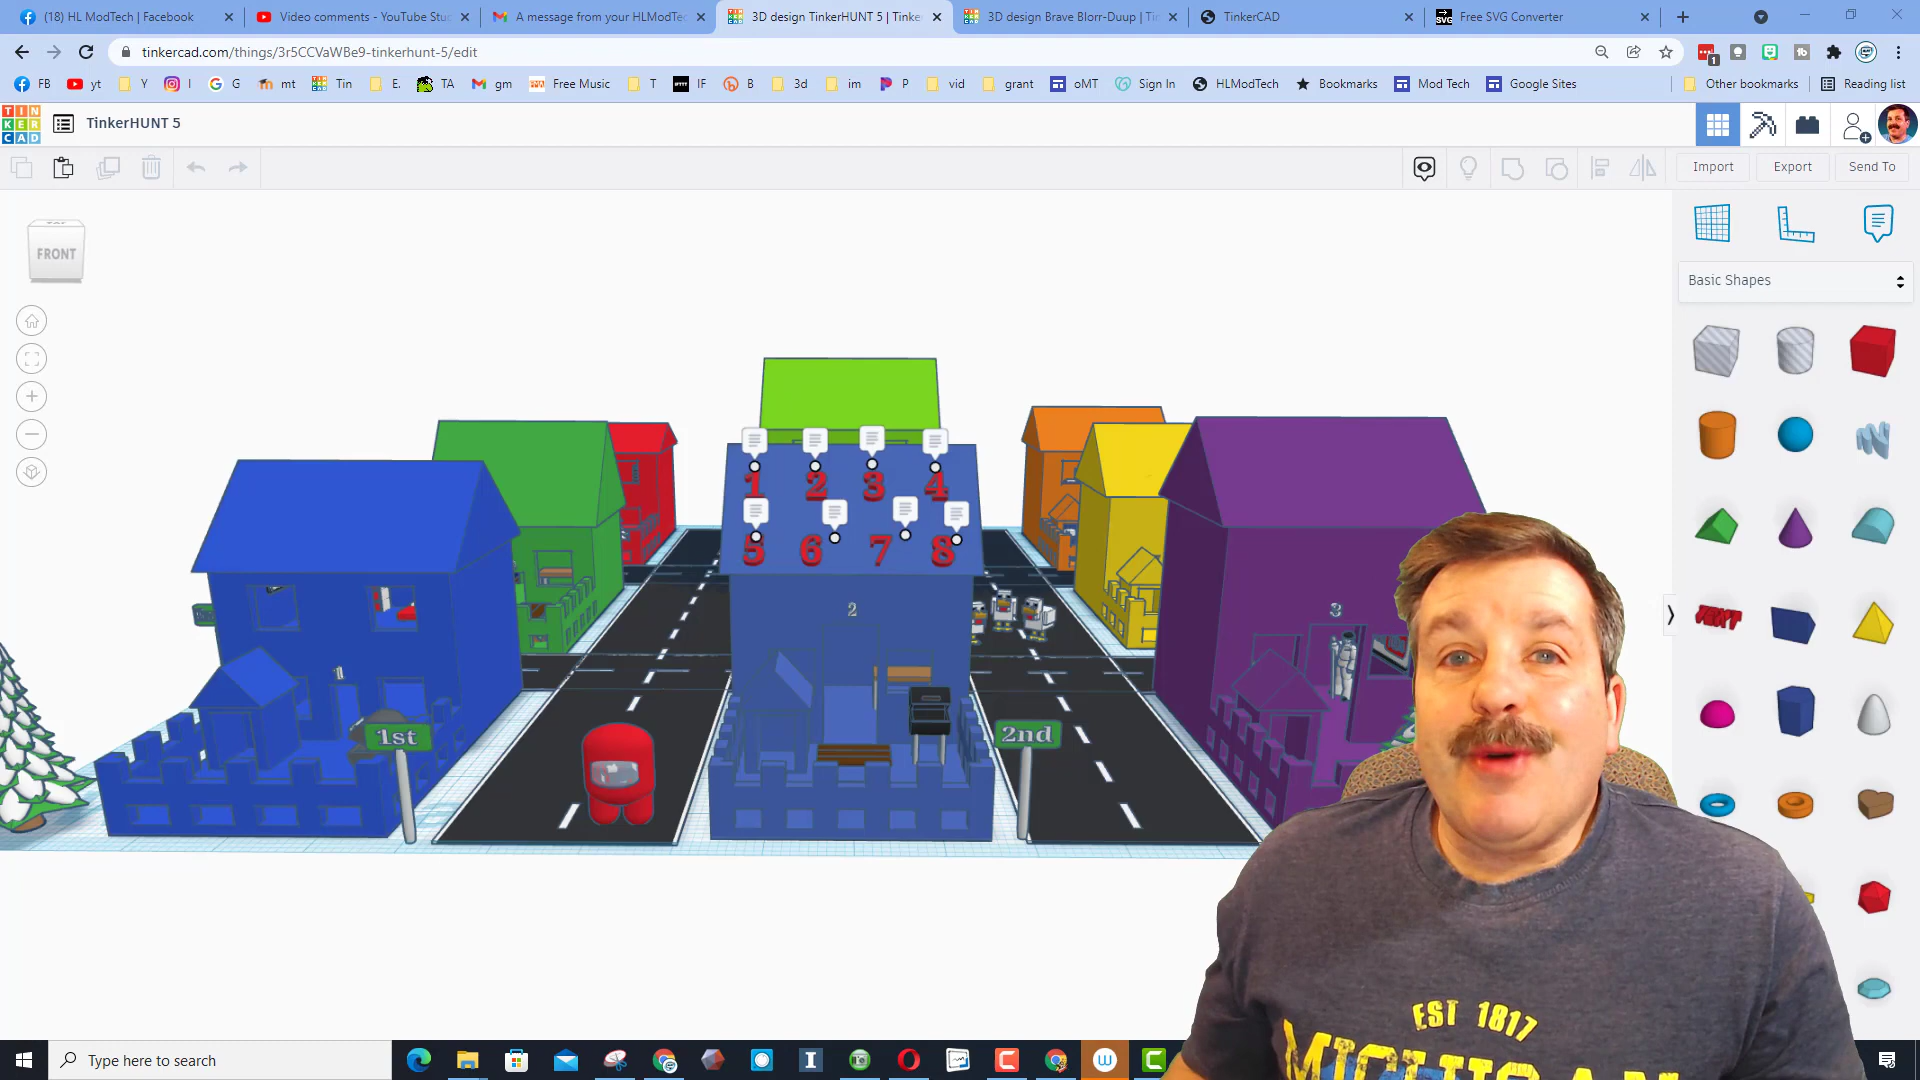 (18) HL ModTech | Facebook
Video comments - YouTube Stu
A message from your HLModTe
3D design TinkerHUNT 5 | Tinke
3D design Brave Blorr-Duup | Ti
TinkerCAD
Free SVG Converter
tinkercad.com/things/3r5CCVaWBe9-tinkerhunt-5/edit
1
FB
yt
Y
I
G
mt
Tin
E.
TA
gm
Free Music
T
IF
B
3d
im
P
vid
grant
oMT
Sign In
HLModTech
Bookmarks
Mod Tech
Google Sites
Other bookmarks
Reading list
TIN
KER
CAD
TinkerHUNT 5
Import
Export
Send To
FRONT
Basic Shapes
1 2 3 4
5 6 7 8
2
3
1st
2nd
TEXT
EST 1817
Type here to search